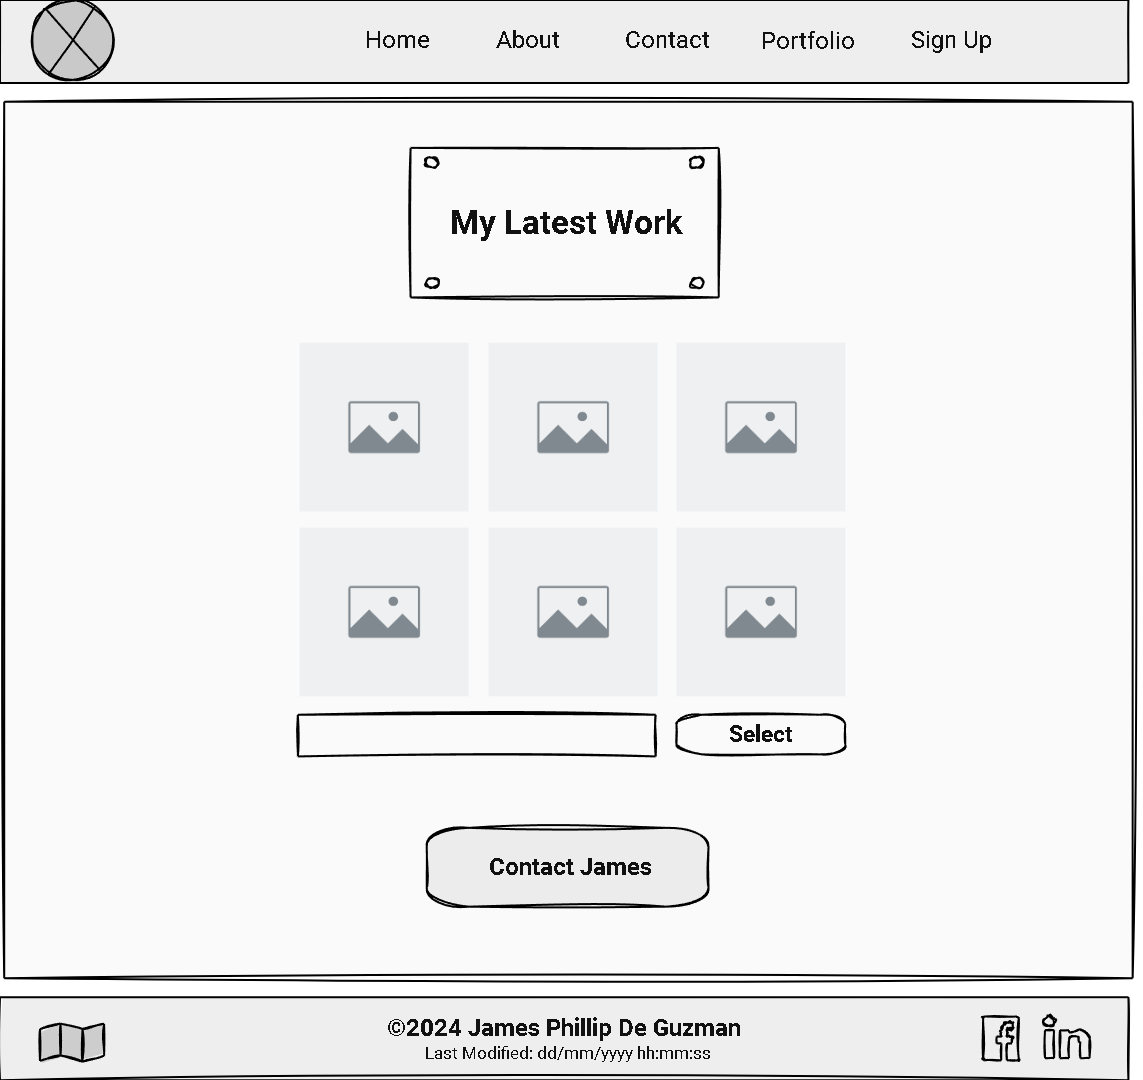 Home About Contact Portfolio Sign Up
My Latest Work
Select
Contact James
©2024 James Phillip De Guzman
Last Modified: dd/mm/yyyy hh:mm:ss
f in